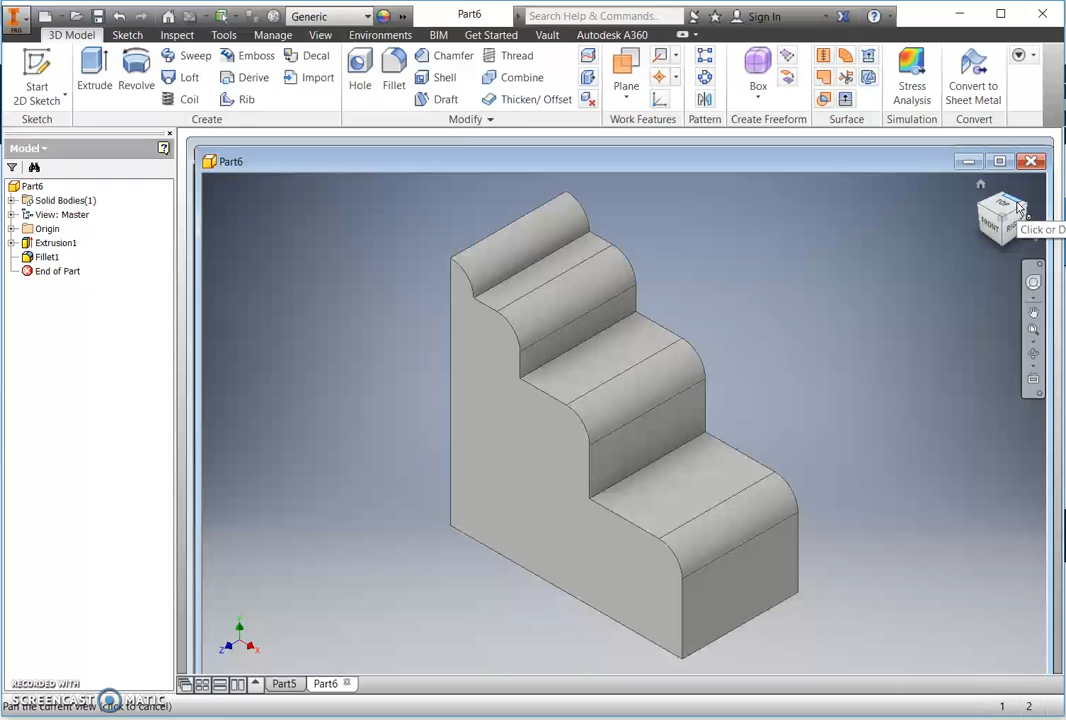 PRO
Generic
Part6
Search Help & Commands...
Sign In
3D Model Sketch Inspect Tools Manage View Environments BIM Get Started Vault Autodesk A360
Start
2D Sketch
Extrude
Revolve
Sweep
Emboss
Decal
Loft
Derive
Import
Coil
Rib
Hole
Fillet
Chamfer
Thread
Shell
Combine
Draft
Thicken/ Offset
Plane
Box
Stress
Analysis
Convert to
Sheet Metal
Sketch
Create
Modify
Work Features
Pattern
Create Freeform
Surface
Simulation
Convert
Model
Part6
Solid Bodies(1)
View: Master
Origin
Extrusion1
Fillet1
End of Part
Part6
TOP
FRONT
Click or D
Y
Z
X
RECORDED WITH
SCREENCAST MATIC
Part5
Part6
Pan the current view (click to cancel)
1 2